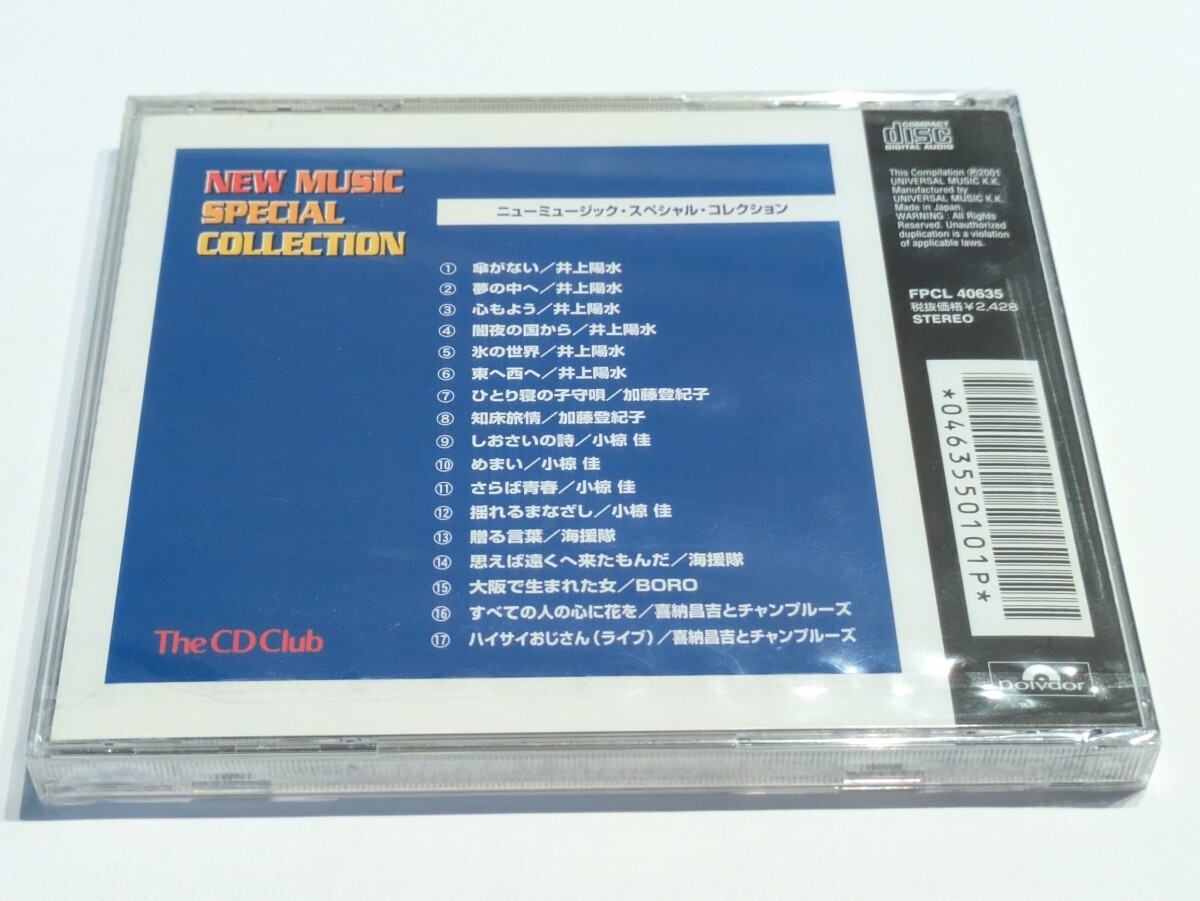 NEW MUSIC
SPECIAL
COLLECTION
ニューミュージック・スペシャル・コレクション
① 傘がない/井上陽水
② 夢の中へ/井上陽水
③ 心もよう/井上陽水
④ 闇夜の国から/井上陽水
⑤ 氷の世界/井上陽水
⑥ 東へ西へ/井上陽水
⑦ ひとり寝の子守唄/加藤登紀子
⑧ 知床旅情/加藤登紀子
⑨ しおさいの詩/小椋 佳
⑩ めまい/小椋 佳
⑪ さらば青春/小椋 佳
⑫ 揺れるまなざし/小椋 佳
⑬ 贈る言葉/海援隊
⑭ 思えば遠くへ来たもんだ/海援隊
⑮ 大阪で生まれた女/BORO
⑯ すべての人の心に花を/喜納昌吉とチャンプルーズ
⑰ ハイサイおじさん(ライブ)/喜納昌吉とチャンプルーズ
The CD Club
COMPACT
disc
DIGITAL AUDIO
This Compilation ℗2001
UNIVERSAL MUSIC K.K.
Manufactured by
UNIVERSAL MUSIC K.K.
Made in Japan.
WARNING : All Rights
Reserved. Unauthorized
duplication is a violation
of applicable laws.
FPCL 40635
税抜価格¥2,428
STEREO
*0463550101P*
polydor